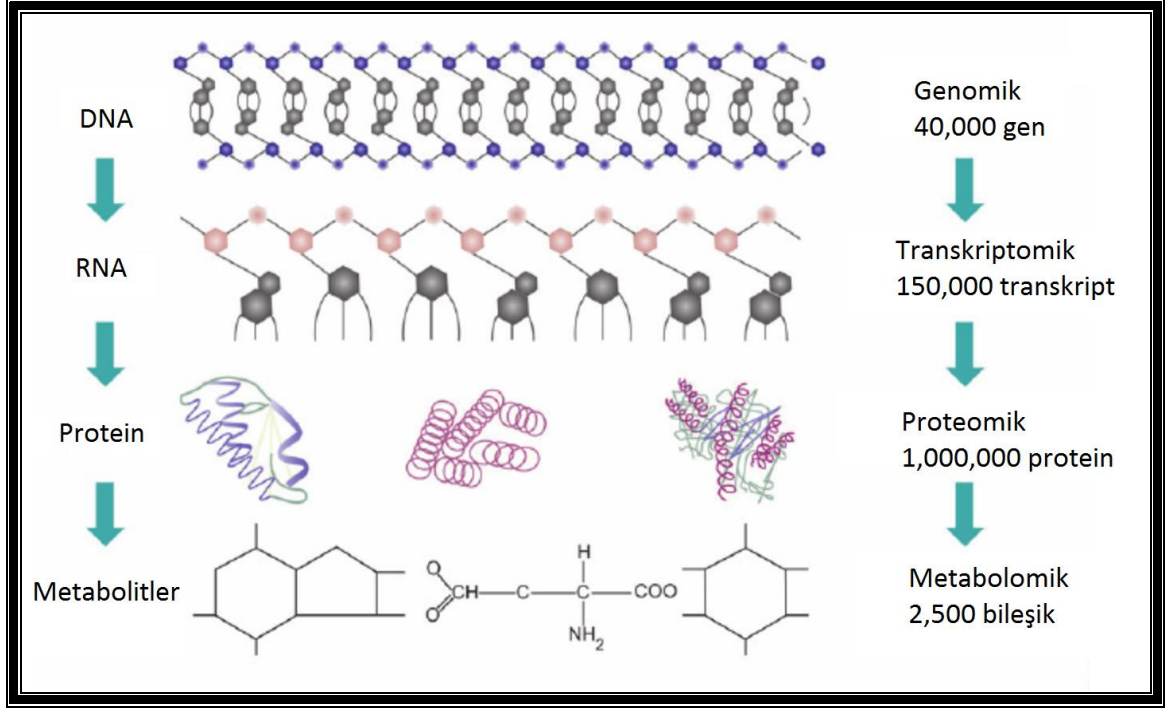 DNA
Genomik
40,000 gen
RNA
Transkriptomik
150,000 transkript
Protein
Proteomik
1,000,000 protein
Metabolitler
O
O
CH
C
H
C
COO
NH2
Metabolomik
2,500 bileşik